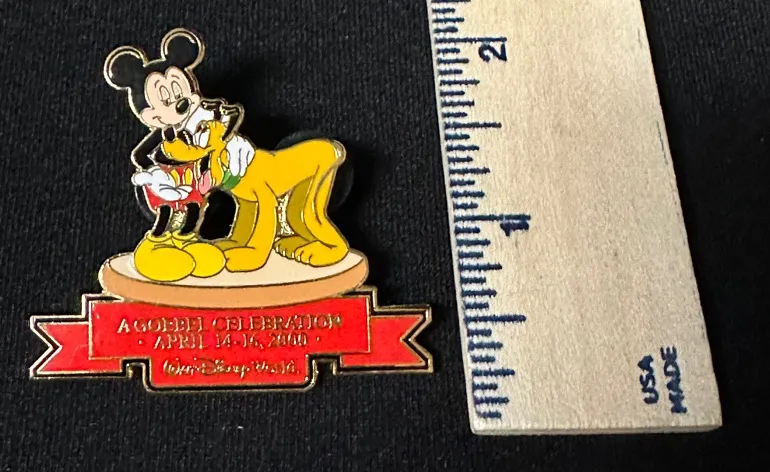 A GOEBEL CELEBRATION
· APRIL 14-16, 2000 ·
Walt Disney World.
2
1
USA
MADE